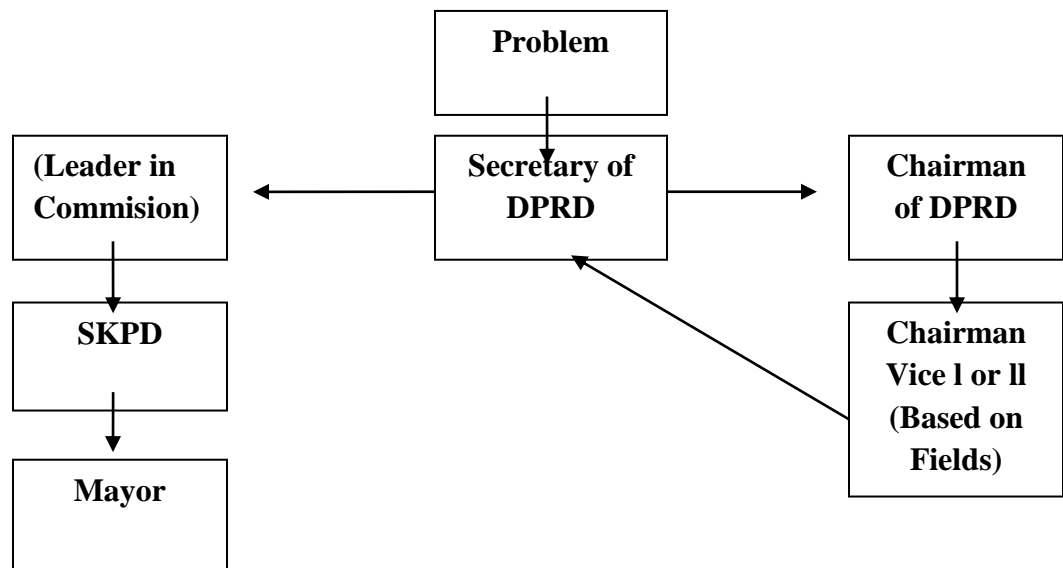 Problem
(Leader in
Commision)
Secretary of
DPRD
Chairman
of DPRD
SKPD
Chairman
Vice l or ll
(Based on
Fields)
Mayor